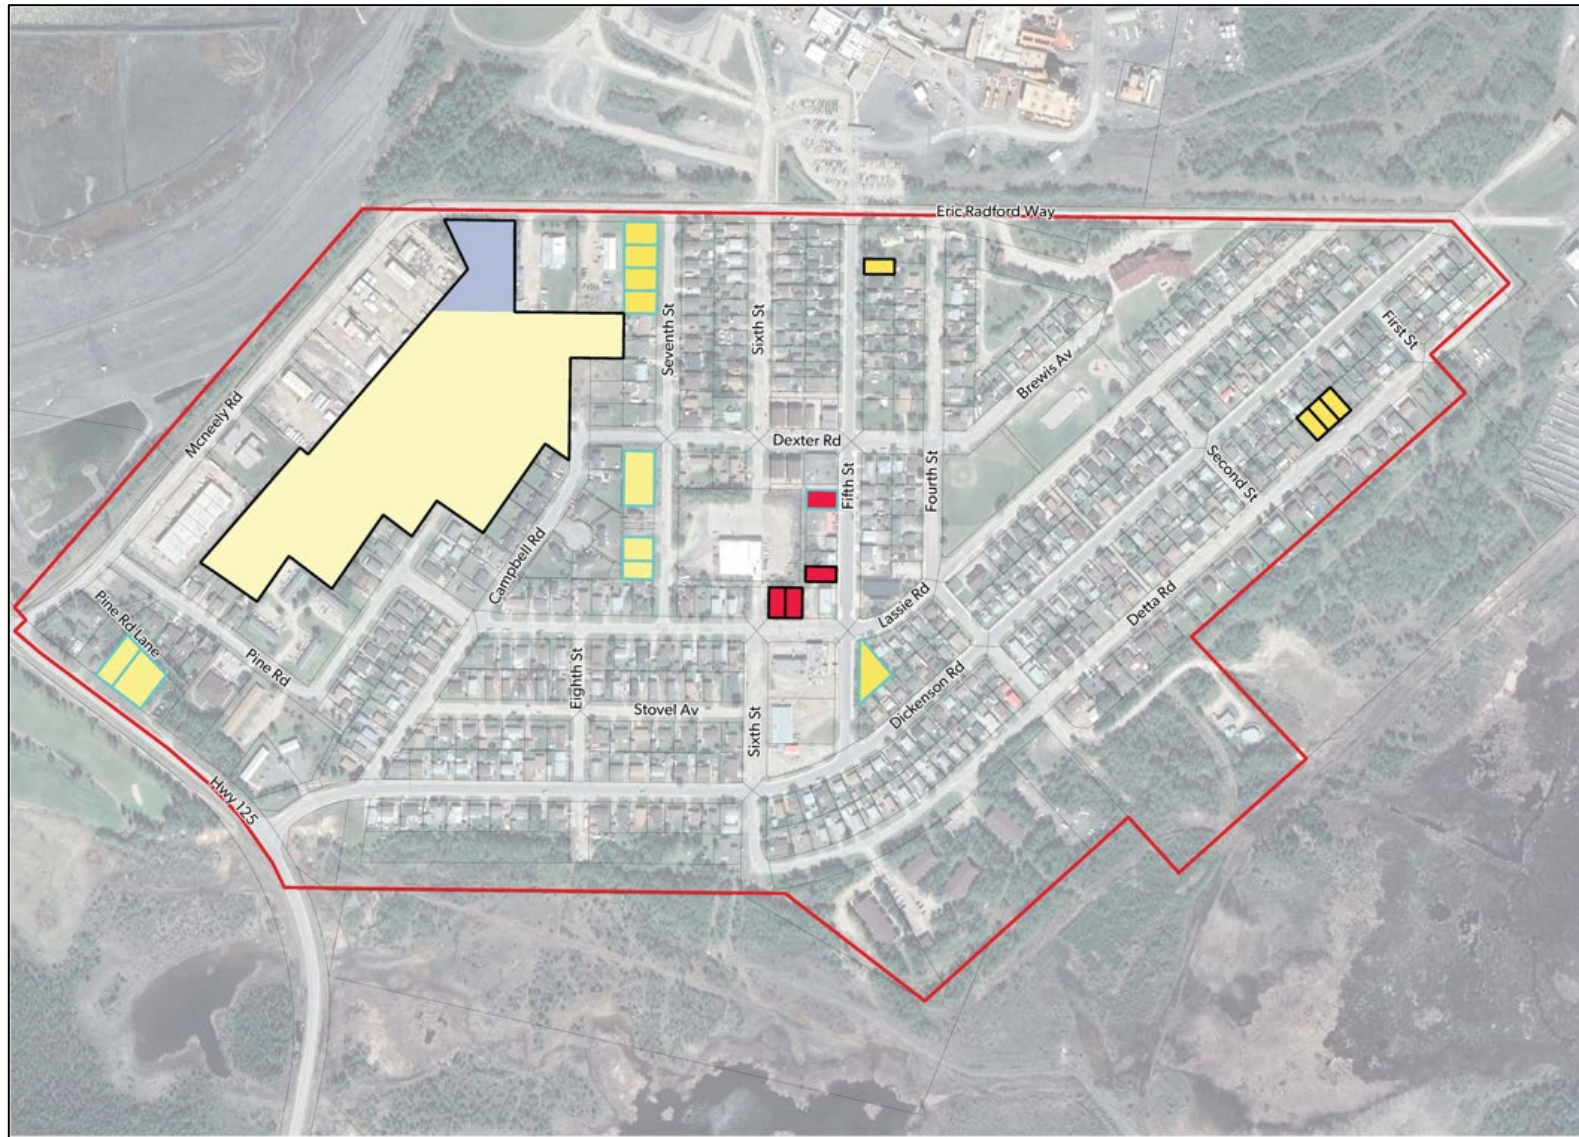 Eric Radford Way
First St
Sixth St
Seventh St
Brewis Av
Mcneely Rd
Dexter Rd
Second St
Fifth St
Fourth St
Campbell Rd
Lassie Rd
Detta Rd
Pine Rd Lane
Pine Rd
Eighth St
Dickenson Rd
Stovel Av
Sixth St
Hwy 125